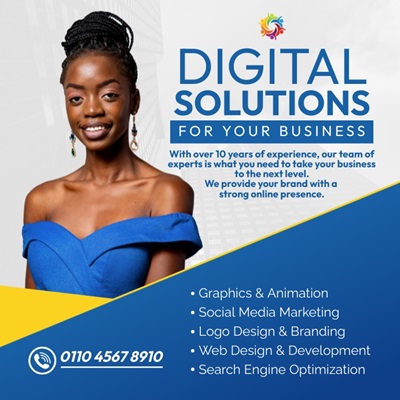 DIGITAL
SOLUTIONS
FOR YOUR BUSINESS
With over 10 years of experience, our team of
experts is what you need to take your business
to the next level.
We provide your brand with a
strong online presence.
• Graphics & Animation
• Social Media Marketing
• Logo Design & Branding
• Web Design & Development
• Search Engine Optimization
0110 4567 8910